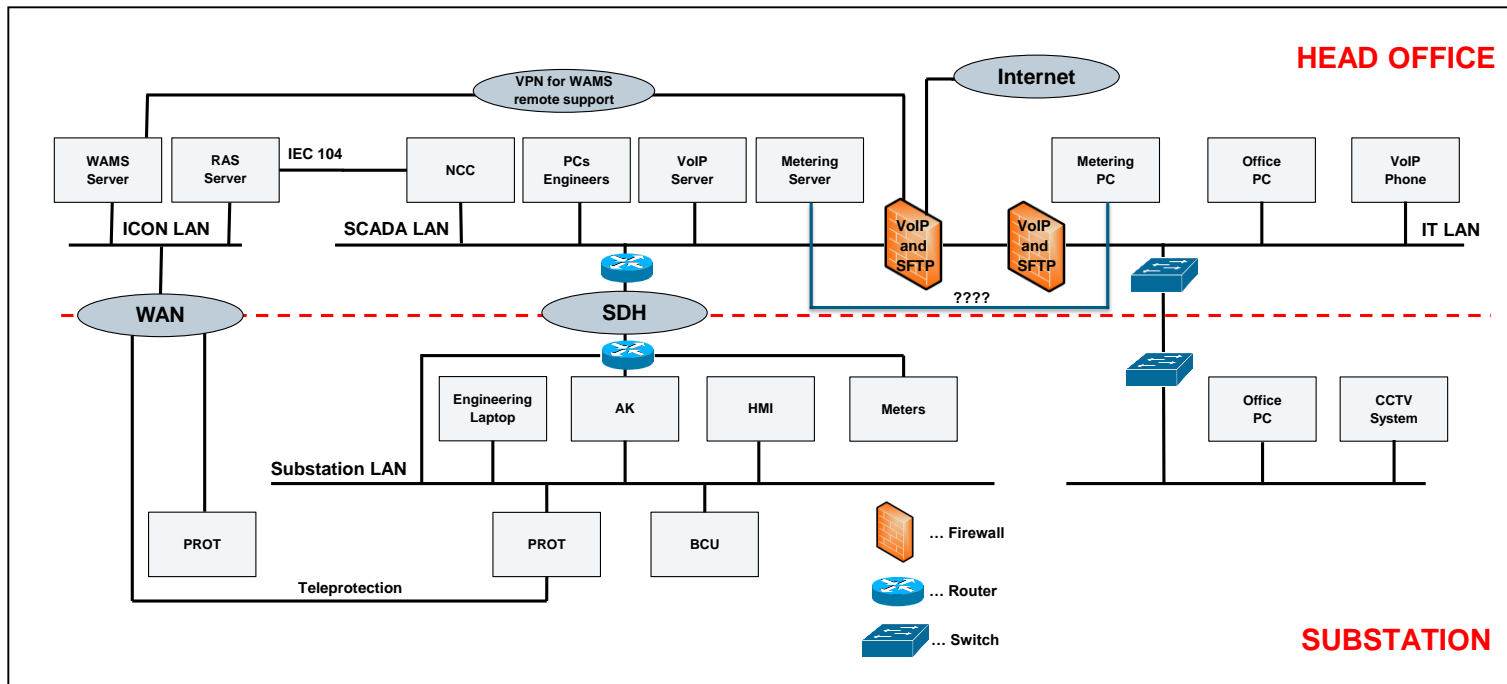 HEAD OFFICE
VPN for WAMS
remote support
Internet
WAMS
Server
RAS
Server
IEC 104
NCC
PCs
Engineers
VoIP
Server
Metering
Server
Metering
PC
Office
PC
VoIP
Phone
ICON LAN
SCADA LAN
VoIP
and
SFTP
VoIP
and
SFTP
IT LAN
????
WAN
SDH
Engineering
Laptop
AK
HMI
Meters
Office
PC
CCTV
System
Substation LAN
PROT
PROT
BCU
... Firewall
Teleprotection
... Router
... Switch
SUBSTATION